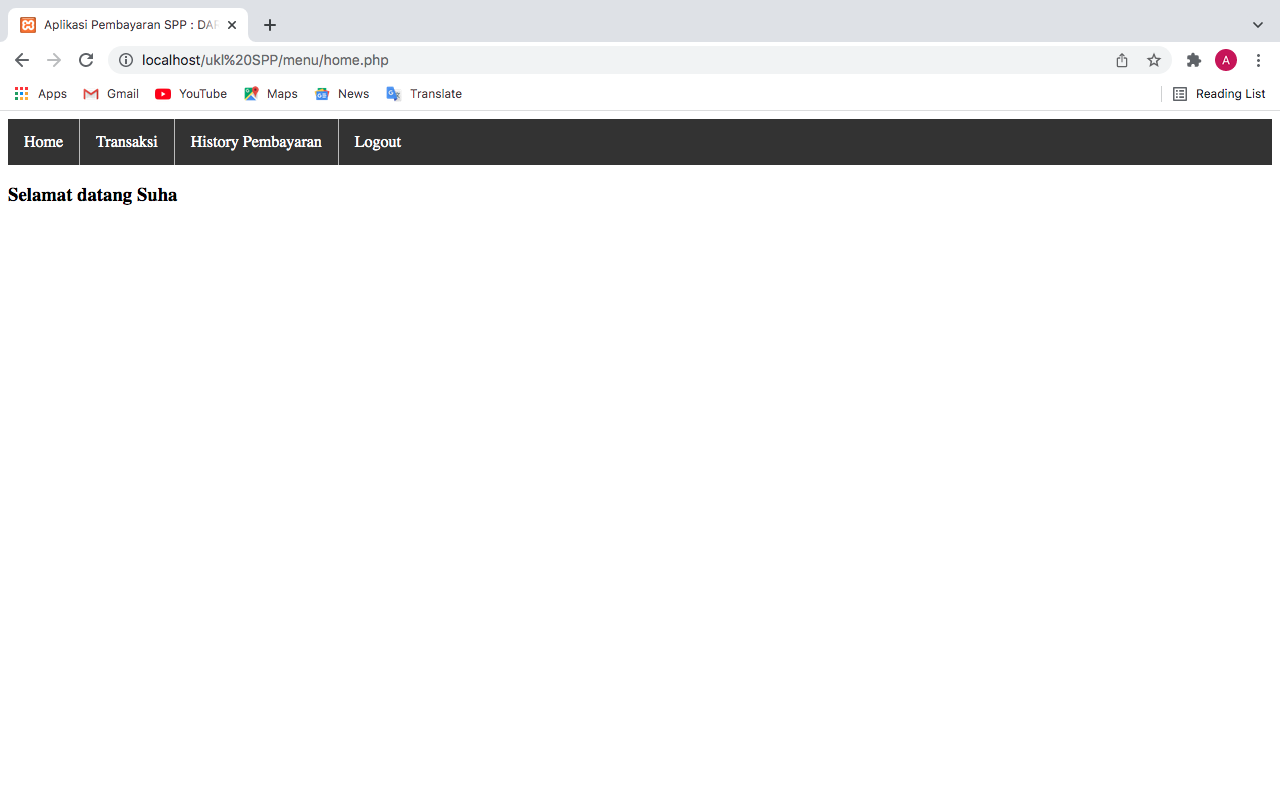 Aplikasi Pembayaran SPP : DAF
localhost/ukl%20SPP/menu/home.php
A
Apps Gmail YouTube Maps News Translate Reading List
Home Transaksi History Pembayaran Logout
Selamat datang Suha